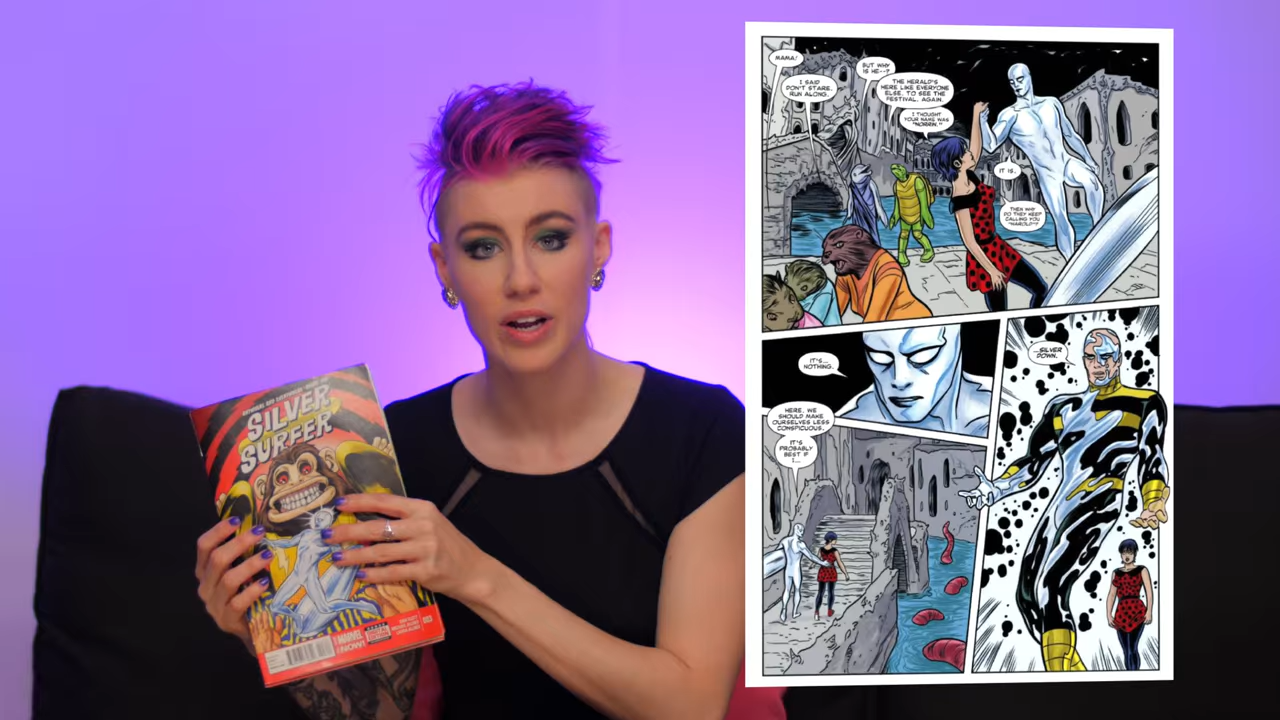 SILVER
SURFER
MARVEL
003
MAMA!
I SAID
DON'T STARE.
RUN ALONG.
BUT WHY
IS HE--?
THE HERALD'S
HERE LIKE EVERYONE
ELSE. TO SEE THE
FESTIVAL. AGAIN.
I THOUGHT
YOUR NAME WAS
"NORRIN."
IT IS.
THEN WHY
DO THEY KEEP
CALLING YOU
"HAROLD"?
IT'S...
NOTHING.
HERE. WE
SHOULD MAKE
OURSELVES LESS
CONSPICUOUS.
IT'S
PROBABLY
BEST IF
I...
...SILVER
DOWN.